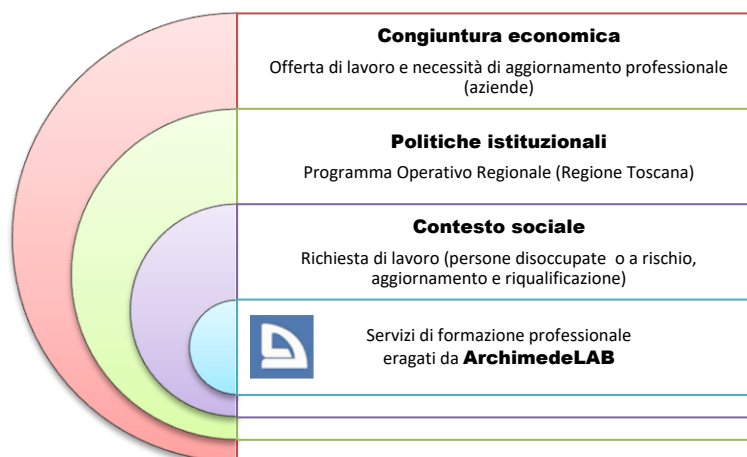 Congiuntura economica
Offerta di lavoro e necessità di aggiornamento professionale
(aziende)
Politiche istituzionali
Programma Operativo Regionale (Regione Toscana)
Contesto sociale
Richiesta di lavoro (persone disoccupate o a rischio,
aggiornamento e riqualificazione)
Servizi di formazione professionale
eragati da ArchimedeLAB